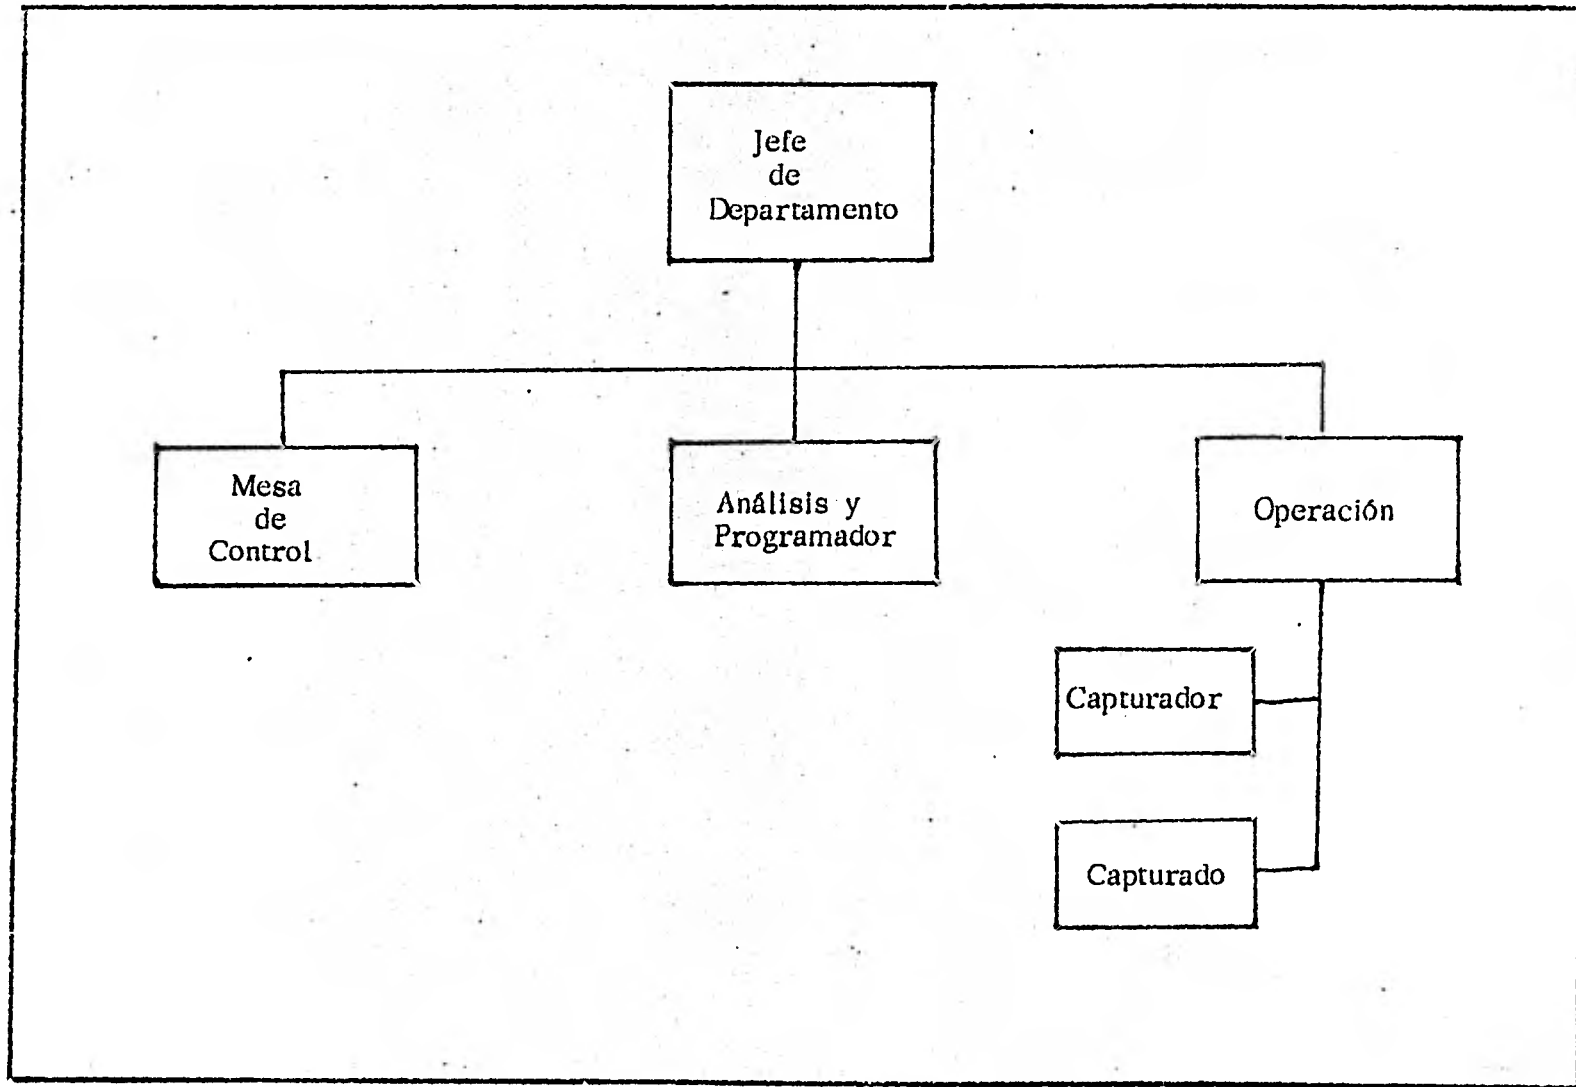 Jefe
de
Departamento
Mesa
de
Control
Análisis y
Programador
Operación
Capturador
Capturado